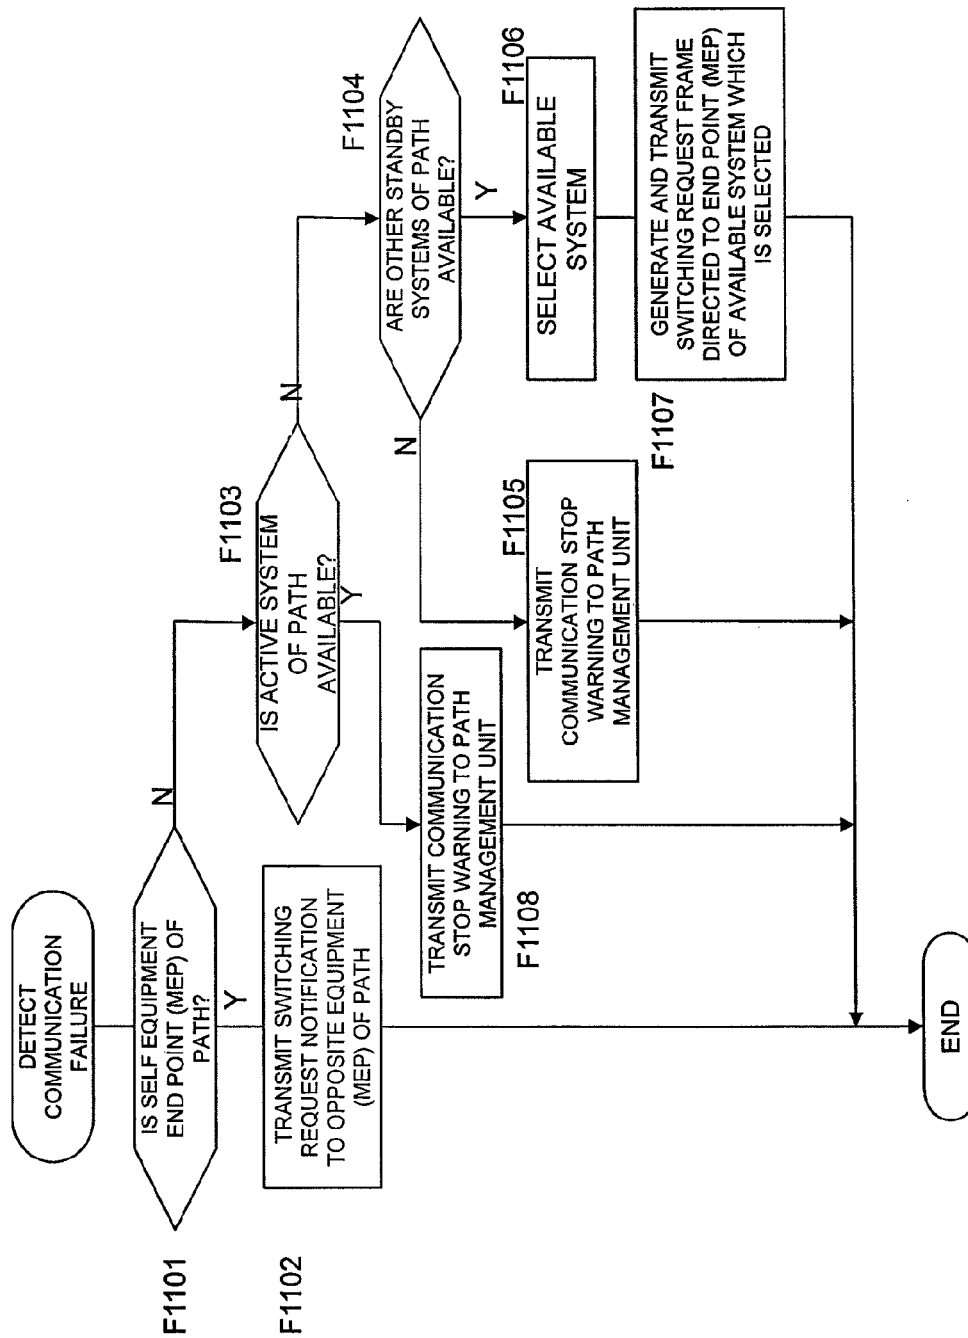 DETECT
COMMUNICATION
FAILURE
F1101
IS SELF EQUIPMENT
END POINT (MEP) OF
PATH?
N
Y
F1102
TRANSMIT SWITCHING
REQUEST NOTIFICATION
TO OPPOSITE EQUIPMENT
(MEP) OF PATH
F1103
IS ACTIVE SYSTEM
OF PATH
AVAILABLE?
N
Y
F1108
TRANSMIT COMMUNICATION
STOP WARNING TO PATH
MANAGEMENT UNIT
F1104
ARE OTHER STANDBY
SYSTEMS OF PATH
AVAILABLE?
N
Y
F1105
TRANSMIT
COMMUNICATION STOP
WARNING TO PATH
MANAGEMENT UNIT
F1106
SELECT AVAILABLE
SYSTEM
F1107
GENERATE AND TRANSMIT
SWITCHING REQUEST FRAME
DIRECTED TO END POINT (MEP)
OF AVAILABLE SYSTEM WHICH
IS SELECTED
END